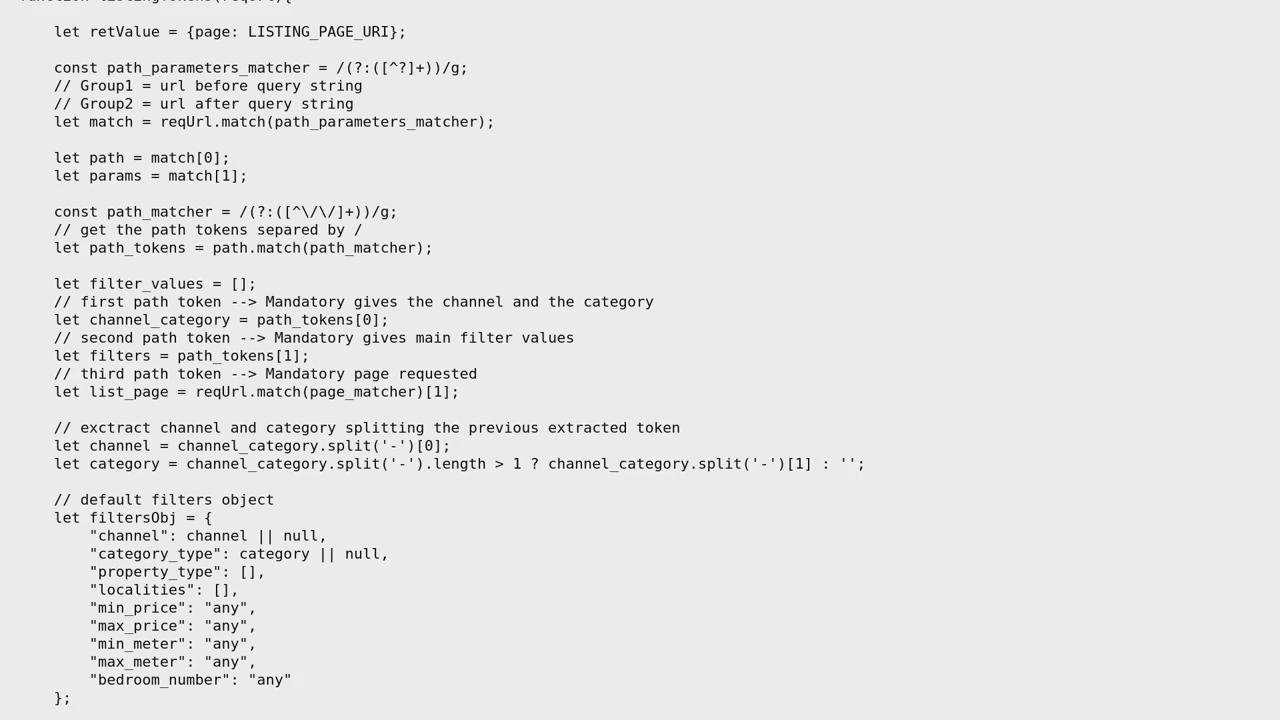 let retValue = {page: LISTING_PAGE_URI};
const path_parameters_matcher = /(?:([^?]+))/g;
// Group1 = url before query string
// Group2 = url after query string
let match = reqUrl.match(path_parameters_matcher);
let path = match[0];
let params = match[1];
const path_matcher = /(?:([^\/\/]+))/g;
// get the path tokens separed by /
let path_tokens = path.match(path_matcher);
let filter_values = [];
// first path token --> Mandatory gives the channel and the category
let channel_category = path_tokens[0];
// second path token --> Mandatory gives main filter values
let filters = path_tokens[1];
// third path token --> Mandatory page requested
let list_page = reqUrl.match(page_matcher)[1];
// exctract channel and category splitting the previous extracted token
let channel = channel_category.split('-')[0];
let category = channel_category.split('-').length > 1 ? channel_category.split('-')[1] : '';
// default filters object
let filtersObj = {
"channel": channel || null,
"category_type": category || null,
"property_type": [],
"localities": [],
"min_price": "any",
"max_price": "any",
"min_meter": "any",
"max_meter": "any",
"bedroom_number": "any"
};